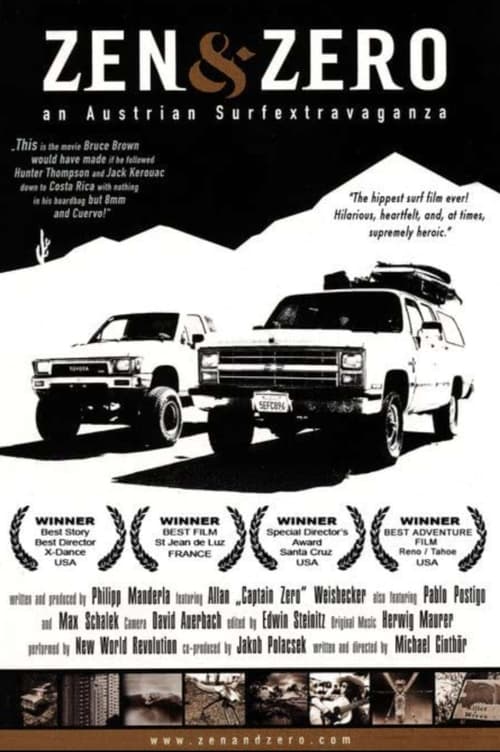 ZEN & ZERO
an Austrian Surfextravaganza
„This is the movie Bruce Brown
would have made if he followed
Hunter Thompson and Jack Kerouac
down to Costa Rica with nothing
in his boardbag but 8mm
and Cuervo!"
"The hippest surf film ever!
Hilarious, heartfelt, and, at times,
supremely heroic."
TOYOTA
WINNER
Best Story
Best Director
X-Dance
USA
WINNER
BEST FILM
St Jean de Luz
FRANCE
WINNER
Special Director's
Award
Santa Cruz
USA
WINNER
BEST ADVENTURE
FILM
Reno / Tahoe
USA
written and produced by Philipp Manderla featuring Allan „Captain Zero" Weisbecker also featuring Pablo Postigo
and Max Schalek Camera David Auerbach edited by Edwin Steinitz Original Music Herwig Maurer
performed by New World Revolution co-produced by Jakob Polacsek written and directed by Michael Ginthör
www.zenandzero.com